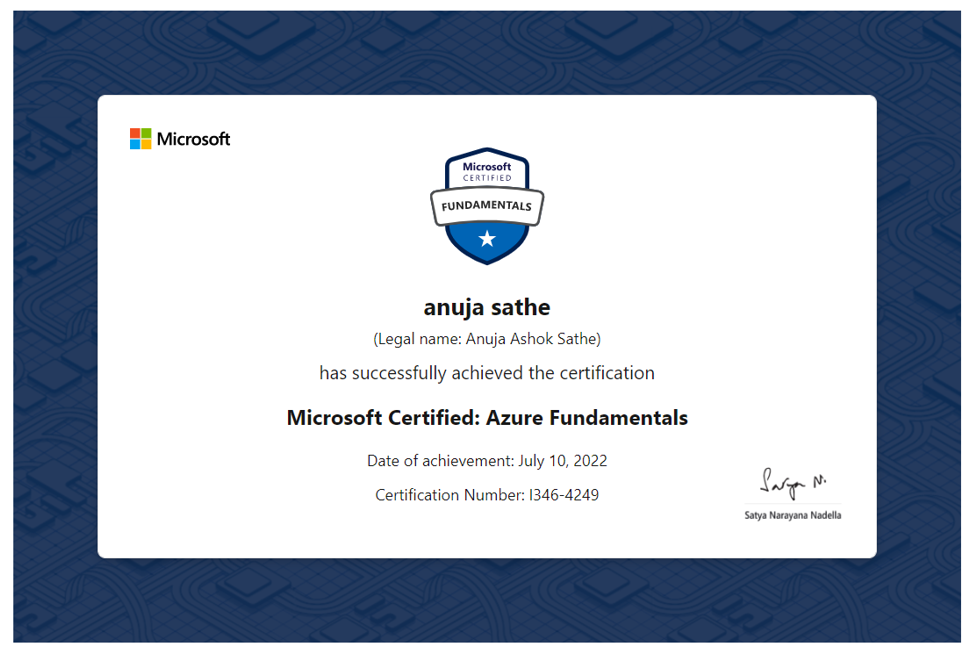 Microsoft
Microsoft
CERTIFIED
FUNDAMENTALS
anuja sathe
(Legal name: Anuja Ashok Sathe)
has successfully achieved the certification
Microsoft Certified: Azure Fundamentals
Date of achievement: July 10, 2022
Certification Number: I346-4249
Satya N.
Satya Narayana Nadella